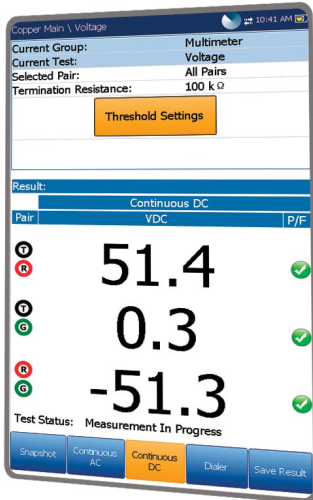 Copper Main \ Voltage 10:41 AM
Current Group: Multimeter
Current Test: Voltage
Selected Pair: All Pairs
Termination Resistance: 100 k Ω
Threshold Settings
Result:
Continuous DC
Pair VDC P/F
T
R
51.4
T
G
0.3
R
G
-51.3
Test Status: Measurement In Progress
Snapshot
Continuous AC
Continuous DC
Dialer
Save Result